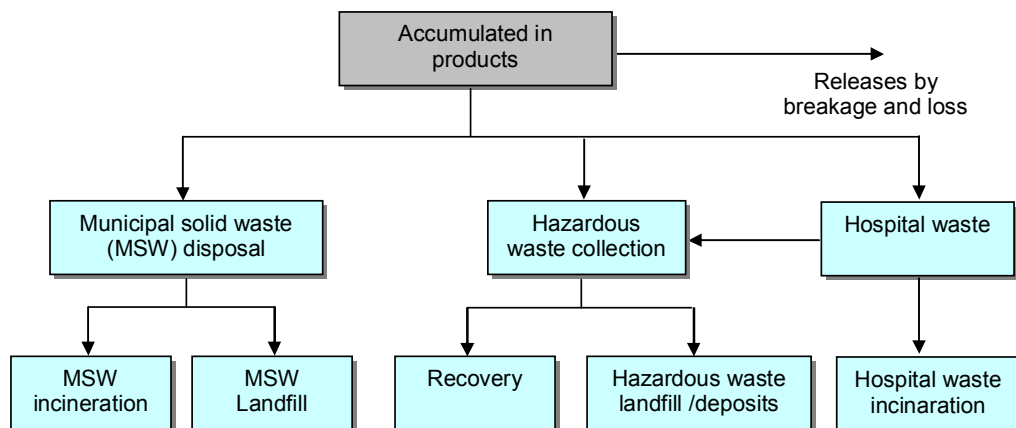 Accumulated in
products
Releases by
breakage and loss
Municipal solid waste
(MSW) disposal
Hazardous
waste collection
Hospital waste
MSW
incineration
MSW
Landfill
Recovery
Hazardous waste
landfill /deposits
Hospital waste
incinaration